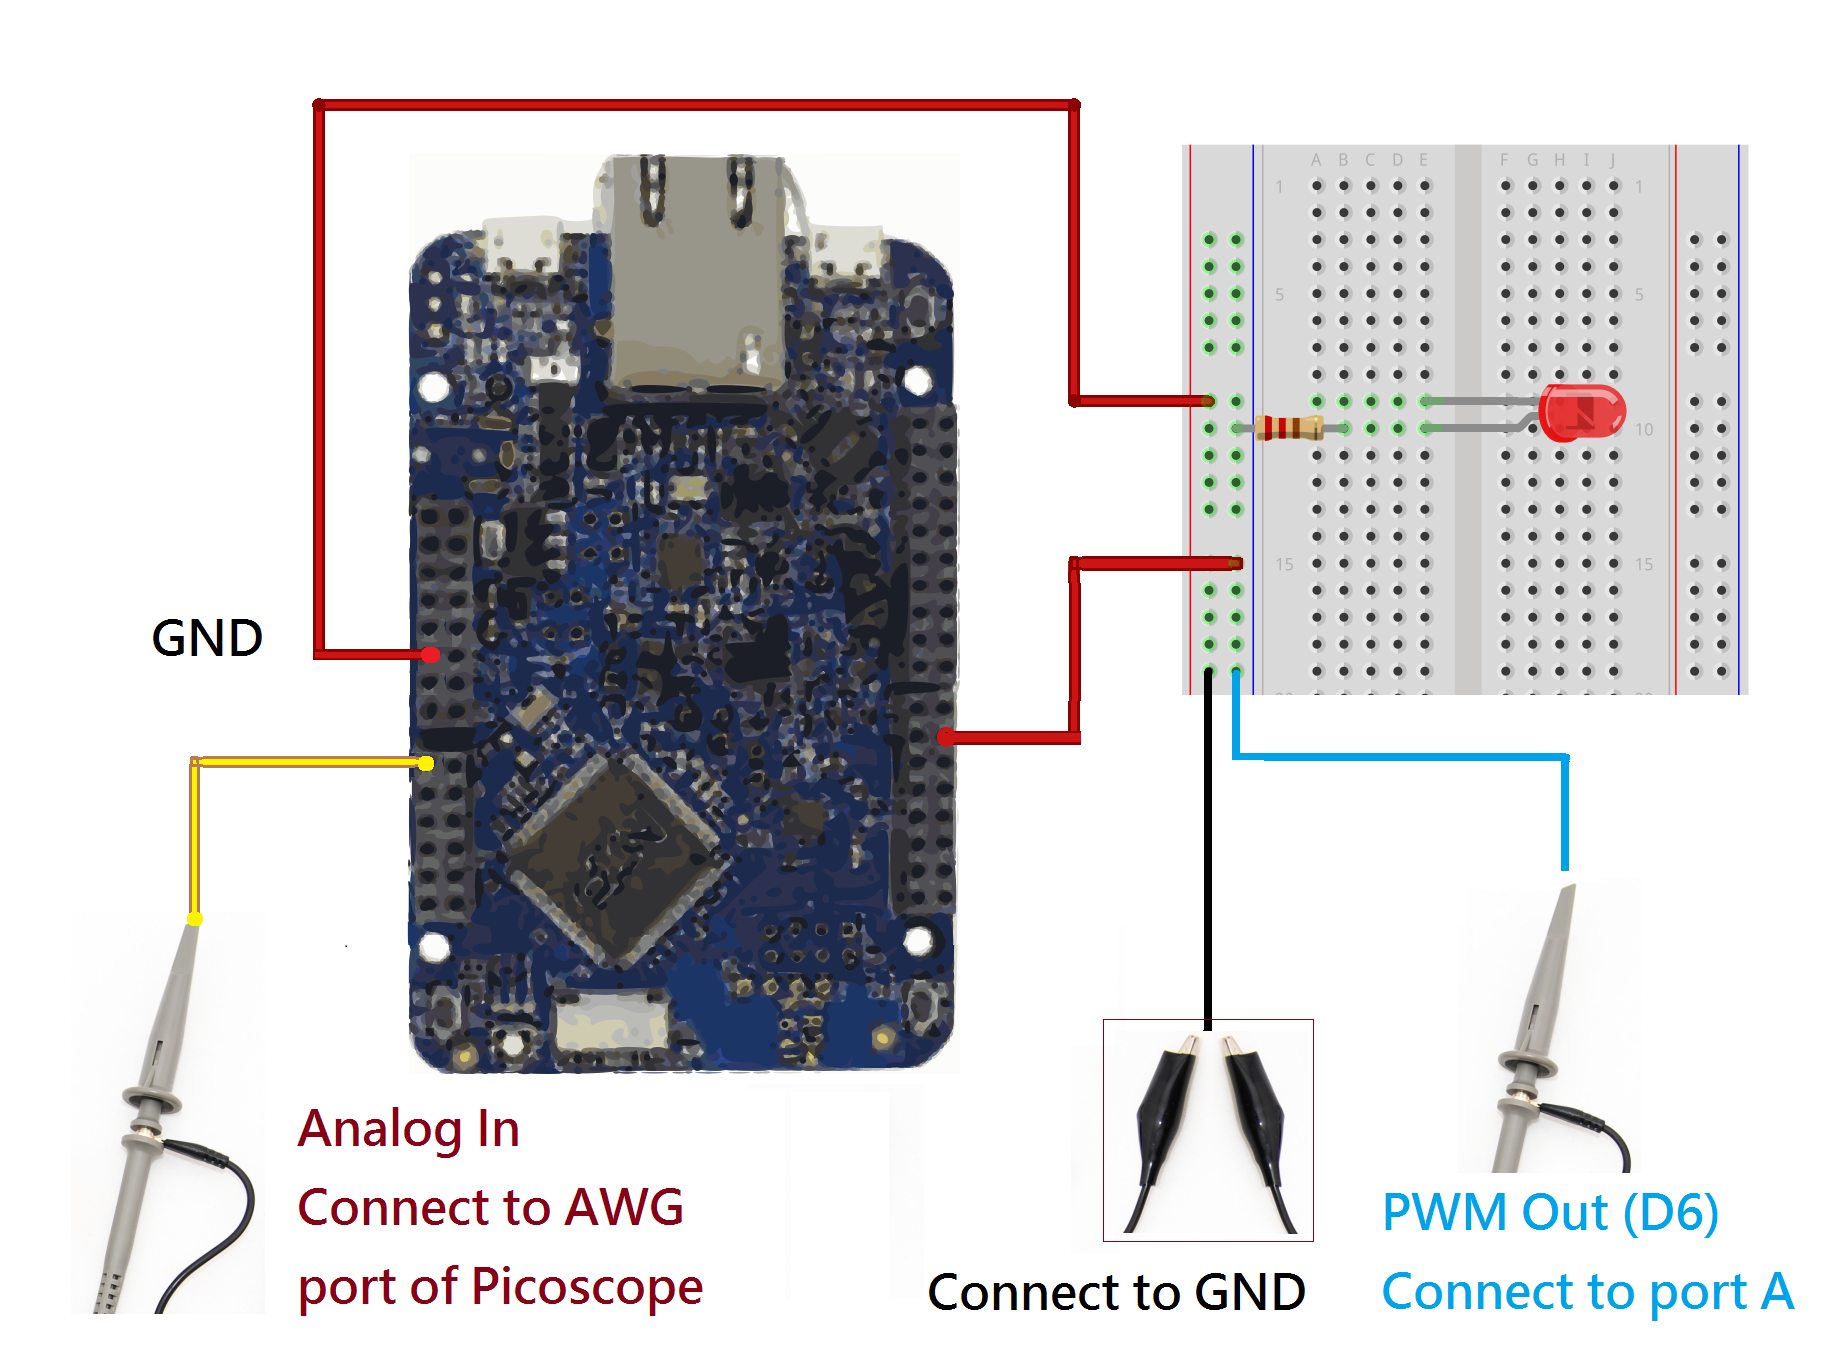 A B C D E F G H I J
1 1
5 5
10
15 15
GND
Analog In
Connect to AWG
port of Picoscope
Connect to GND
PWM Out (D6)
Connect to port A